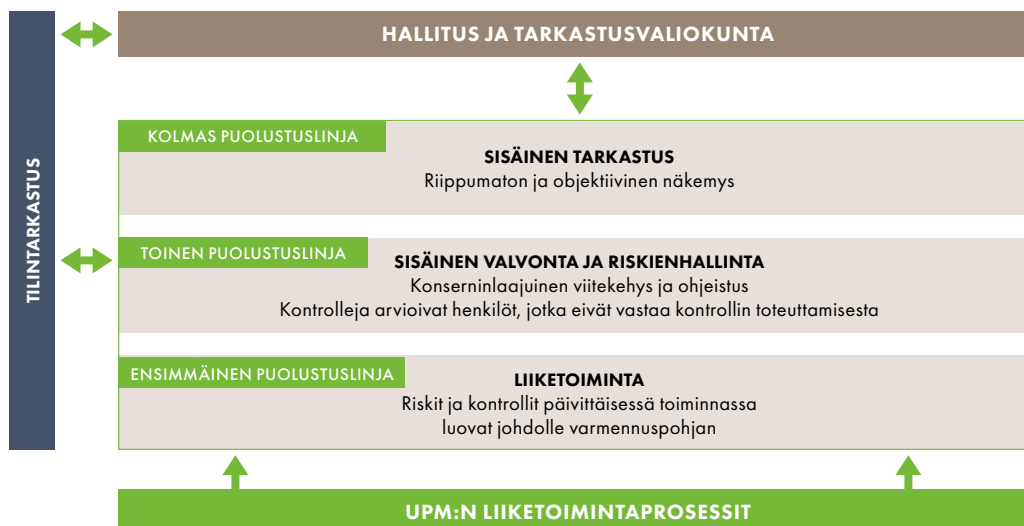 TILINTARKASTUS
HALLITUS JA TARKASTUSVALIOKUNTA
KOLMAS PUOLUSTUSLINJA
SISÄINEN TARKASTUS
Riippumaton ja objektiivinen näkemys
TOINEN PUOLUSTUSLINJA
SISÄINEN VALVONTA JA RISKIENHALLINTA
Konserninlaajuinen viitekehys ja ohjeistus
Kontrolleja arvioivat henkilöt, jotka eivät vastaa kontrollin toteuttamisesta
ENSIMMÄINEN PUOLUSTUSLINJA
LIIKETOIMINTA
Riskit ja kontrollit päivittäisessä toiminnassa
luovat johdolle varmennuspohjan
UPM:N LIIKETOIMINTAPROSESSIT